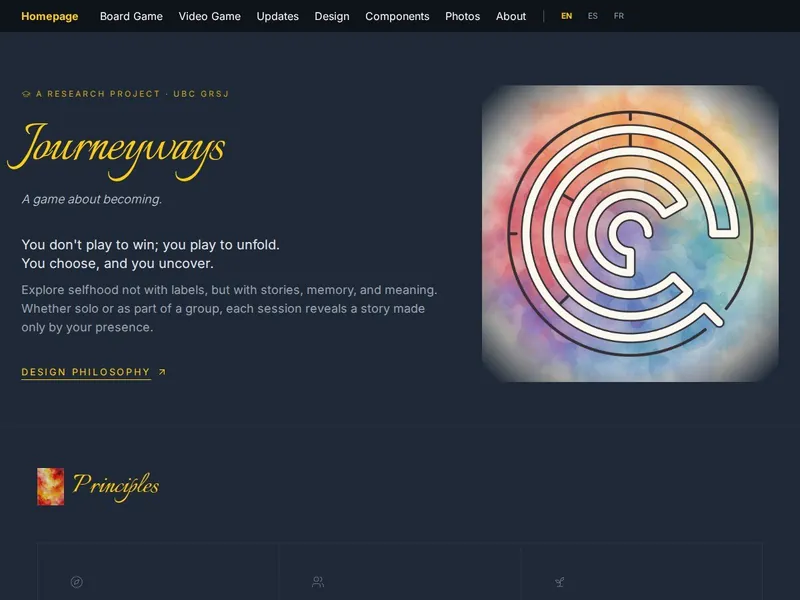 Homepage Board Game Video Game Updates Design Components Photos About EN ES FR
A RESEARCH PROJECT · UBC GRSJ
Journeyways
A game about becoming.
You don't play to win; you play to unfold.
You choose, and you uncover.
Explore selfhood not with labels, but with stories, memory, and meaning.
Whether solo or as part of a group, each session reveals a story made
only by your presence.
DESIGN PHILOSOPHY
Principles